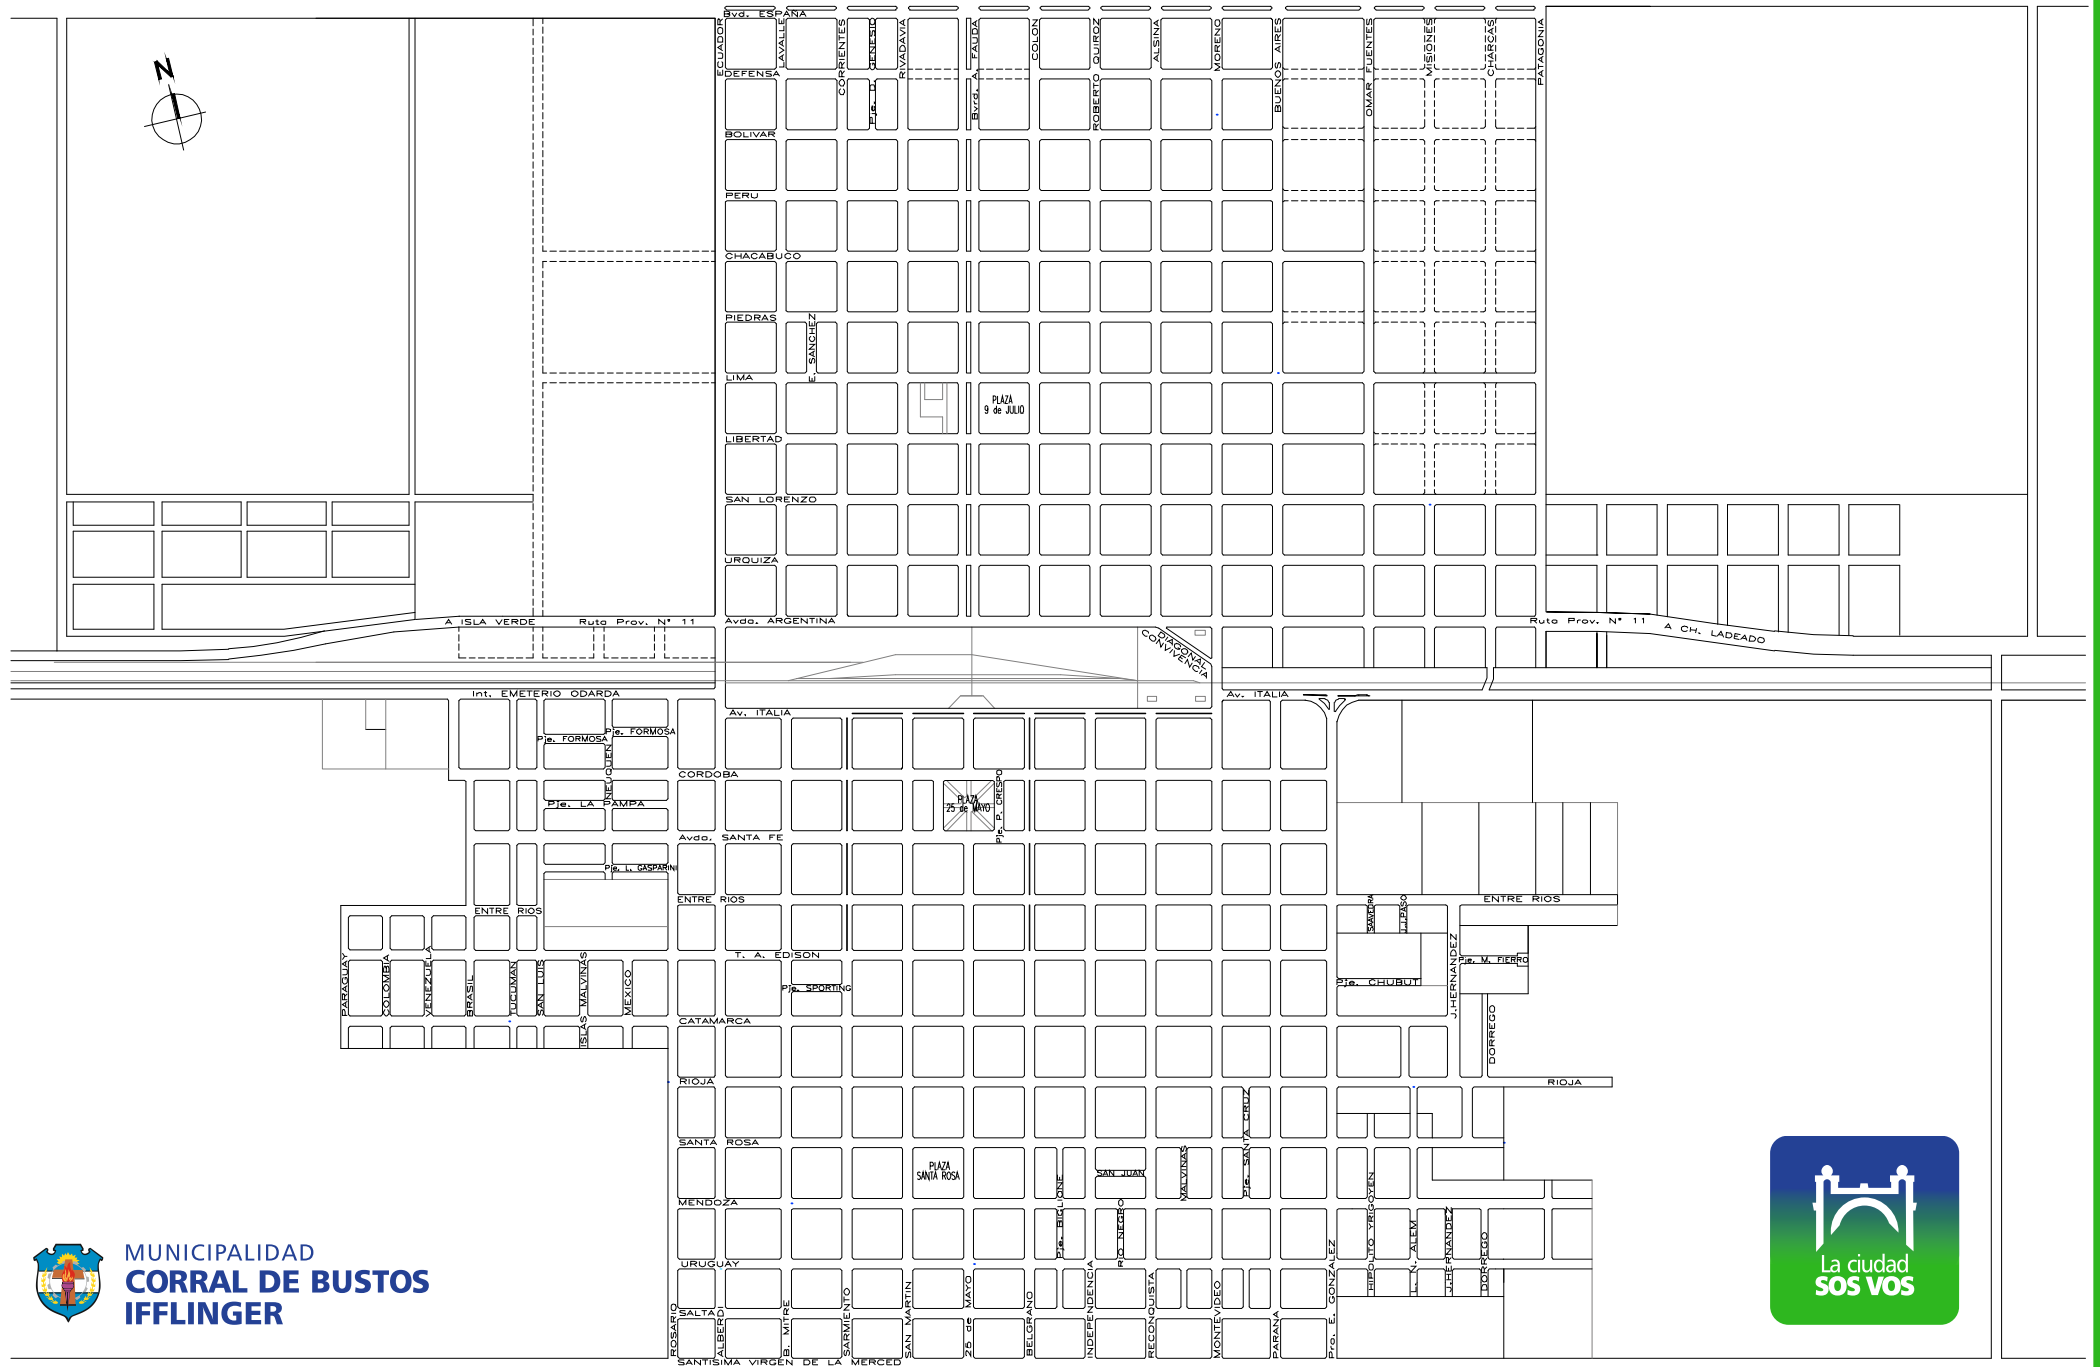 Bvd. ESPAÑA
N
ECUADOR
LAVALLE
CORRIENTES
Pje. D. GENESIO
RIVADAVIA
Bvrd. A. FAUDA
COLON
ROBERTO QUIROZ
ALSINA
MORENO
BUENOS AIRES
OMAR FUENTES
MISIONES
CHARCAS
PATAGONIA
DEFENSA
BOLIVAR
PERU
CHACABUCO
PIEDRAS
E. SANCHEZ
LIMA
PLAZA
9 de JULIO
LIBERTAD
SAN LORENZO
URQUIZA
A ISLA VERDE
Ruta Prov. N° 11
Avda. ARGENTINA
DIAGONAL
CONVIVENCIA
Ruta Prov. N° 11
A CH. LADEADO
Int. EMETERIO ODARDA
Av. ITALIA
Av. ITALIA
Pje. FORMOSA
Pje. FORMOSA
NEUQUEN
CORDOBA
Pje. LA PAMPA
PLAZA
25 de MAYO
Pje. P. CRESPO
Avda. SANTA FE
Pje. L. GASPARINI
ENTRE RIOS
ENTRE RIOS
ENTRE RIOS
SAAVEDRA
J.J.PASO
J.HERNANDEZ
Pje. M. FIERRO
T. A. EDISON
Pje. SPORTING
Pje. CHUBUT
PARAGUAY
COLOMBIA
VENEZUELA
BRASIL
TUCUMAN
SAN LUIS
ISLAS MALVINAS
MEXICO
CATAMARCA
DORREGO
RIOJA
RIOJA
SANTA ROSA
PLAZA
SANTA ROSA
Pje. BIGLIONE
SAN JUAN
RIO NEGRO
MALVINAS
Pje. SANTA CRUZ
MENDOZA
URUGUAY
HIPOLITO YRIGOYEN
L. N. ALEM
J.HERNANDEZ
DORREGO
SALTA
ROSARIO
ALBERDI
B. MITRE
SARMIENTO
SAN MARTIN
25 de MAYO
BELGRANO
INDEPENDENCIA
RECONQUISTA
MONTEVIDEO
PARANA
Pro. E. GONZALEZ
SANTISIMA VIRGEN DE LA MERCED
MUNICIPALIDAD
CORRAL DE BUSTOS
IFFLINGER
La ciudad
SOS VOS